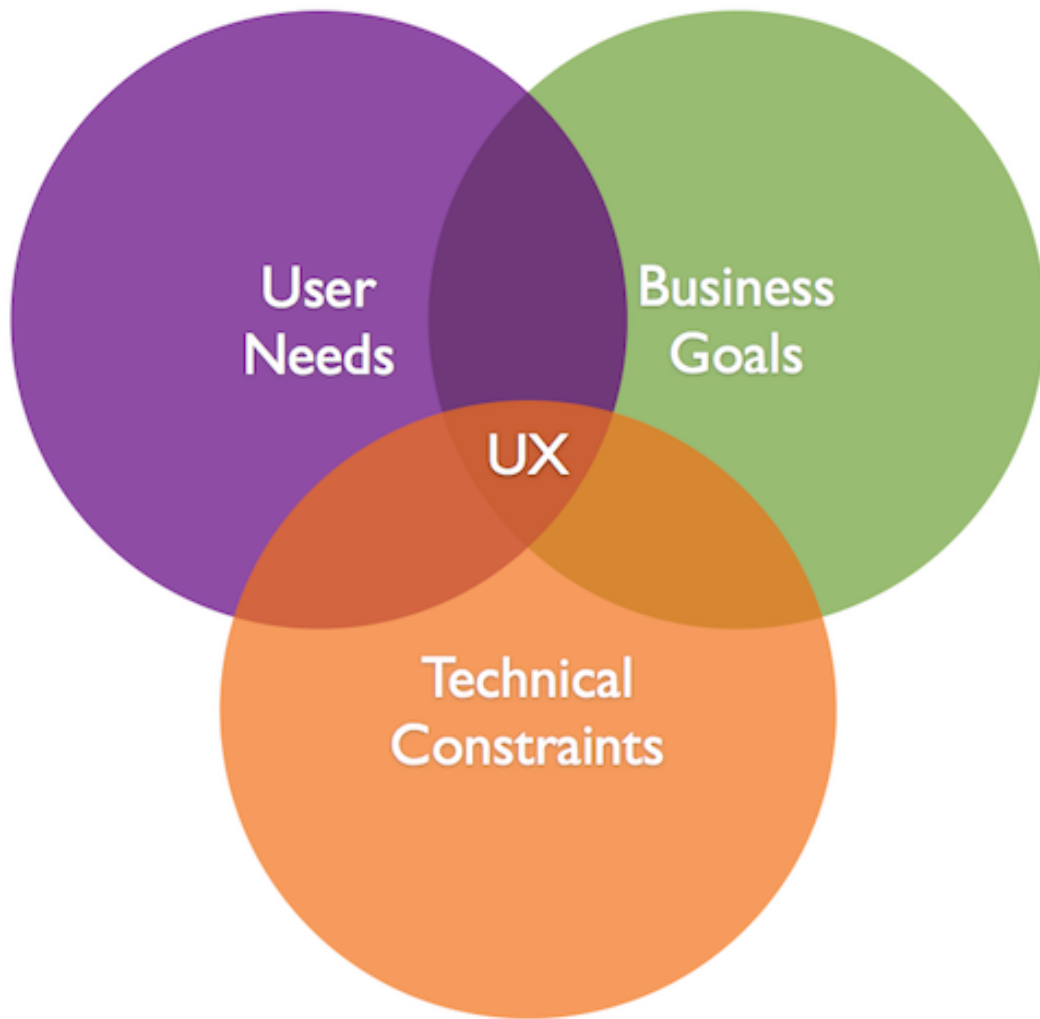 User
Needs
Business
Goals
UX
Technical
Constraints